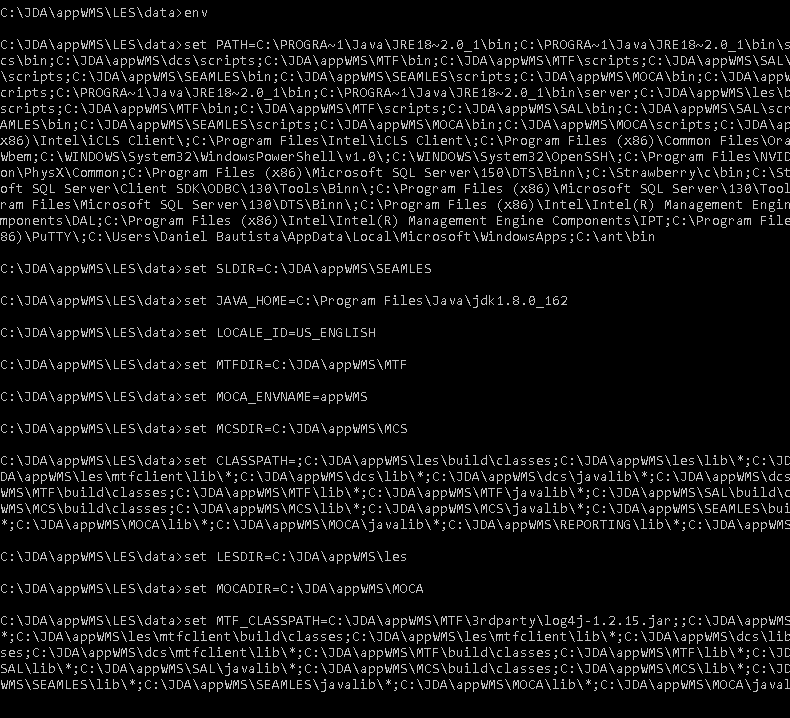 C:\JDA\appWMS\LES\data>env
C:\JDA\appWMS\LES\data>set PATH=C:\PROGRA~1\Java\JRE18~2.0_1\bin;C:\PROGRA~1\Java\JRE18~2.0_1\bin\s
cs\bin;C:\JDA\appWMS\dcs\scripts;C:\JDA\appWMS\MTF\bin;C:\JDA\appWMS\MTF\scripts;C:\JDA\appWMS\SAL\
\scripts;C:\JDA\appWMS\SEAMLES\bin;C:\JDA\appWMS\SEAMLES\scripts;C:\JDA\appWMS\MOCA\bin;C:\JDA\appW
cripts;C:\PROGRA~1\Java\JRE18~2.0_1\bin;C:\PROGRA~1\Java\JRE18~2.0_1\bin\server;C:\JDA\appWMS\les\b
scripts;C:\JDA\appWMS\MTF\bin;C:\JDA\appWMS\MTF\scripts;C:\JDA\appWMS\SAL\bin;C:\JDA\appWMS\SAL\scr
AMLES\bin;C:\JDA\appWMS\SEAMLES\scripts;C:\JDA\appWMS\MOCA\bin;C:\JDA\appWMS\MOCA\scripts;C:\Progra
x86)\Intel\iCLS Client\;C:\Program Files\Intel\iCLS Client\;C:\Program Files (x86)\Common Files\Ora
Wbem;C:\WINDOWS\System32\WindowsPowerShell\v1.0\;C:\WINDOWS\System32\OpenSSH\;C:\Program Files\NVID
on\PhysX\Common;C:\Program Files (x86)\Microsoft SQL Server\150\DTS\Binn\;C:\Strawberry\c\bin;C:\St
oft SQL Server\Client SDK\ODBC\130\Tools\Binn\;C:\Program Files (x86)\Microsoft SQL Server\130\Tool
ram Files\Microsoft SQL Server\130\DTS\Binn\;C:\Program Files (x86)\Intel\Intel(R) Management Engin
mponents\DAL;C:\Program Files (x86)\Intel\Intel(R) Management Engine Components\IPT;C:\Program File
86)\PuTTY\;C:\Users\Daniel Bautista\AppData\Local\Microsoft\WindowsApps;C:\ant\bin
C:\JDA\appWMS\LES\data>set SLDIR=C:\JDA\appWMS\SEAMLES
C:\JDA\appWMS\LES\data>set JAVA_HOME=C:\Program Files\Java\jdk1.8.0_162
C:\JDA\appWMS\LES\data>set LOCALE_ID=US_ENGLISH
C:\JDA\appWMS\LES\data>set MTFDIR=C:\JDA\appWMS\MTF
C:\JDA\appWMS\LES\data>set MOCA_ENVNAME=appWMS
C:\JDA\appWMS\LES\data>set MCSDIR=C:\JDA\appWMS\MCS
C:\JDA\appWMS\LES\data>set CLASSPATH=;C:\JDA\appWMS\les\build\classes;C:\JDA\appWMS\les\lib\*;C:\JD
DA\appWMS\les\mtfclient\lib\*;C:\JDA\appWMS\dcs\lib\*;C:\JDA\appWMS\dcs\javalib\*;C:\JDA\appWMS\dcs
WMS\MTF\build\classes;C:\JDA\appWMS\MTF\lib\*;C:\JDA\appWMS\MTF\javalib\*;C:\JDA\appWMS\SAL\build\c
WMS\MCS\build\classes;C:\JDA\appWMS\MCS\lib\*;C:\JDA\appWMS\MCS\javalib\*;C:\JDA\appWMS\SEAMLES\bui
*;C:\JDA\appWMS\MOCA\lib\*;C:\JDA\appWMS\MOCA\javalib\*;C:\JDA\appWMS\REPORTING\lib\*;C:\JDA\appWMS
C:\JDA\appWMS\LES\data>set LESDIR=C:\JDA\appWMS\les
C:\JDA\appWMS\LES\data>set MOCADIR=C:\JDA\appWMS\MOCA
C:\JDA\appWMS\LES\data>set MTF_CLASSPATH=C:\JDA\appWMS\MTF\3rdparty\log4j-1.2.15.jar;;C:\JDA\appWMS
*;C:\JDA\appWMS\les\mtfclient\build\classes;C:\JDA\appWMS\les\mtfclient\lib\*;C:\JDA\appWMS\dcs\lib
ses;C:\JDA\appWMS\dcs\mtfclient\lib\*;C:\JDA\appWMS\MTF\build\classes;C:\JDA\appWMS\MTF\lib\*;C:\JD
SAL\lib\*;C:\JDA\appWMS\SAL\javalib\*;C:\JDA\appWMS\MCS\build\classes;C:\JDA\appWMS\MCS\lib\*;C:\JD
WMS\SEAMLES\lib\*;C:\JDA\appWMS\SEAMLES\javalib\*;C:\JDA\appWMS\MOCA\lib\*;C:\JDA\appWMS\MOCA\javal